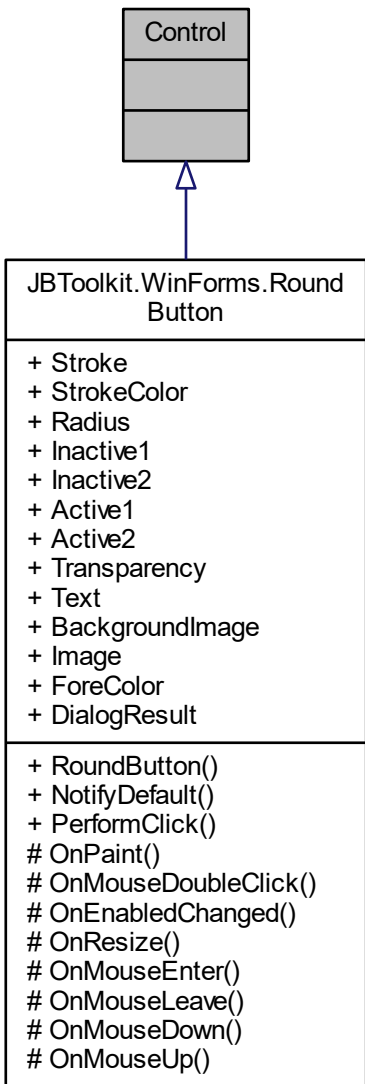 Control
JBToolkit.WinForms.Round
Button
+ Stroke
+ StrokeColor
+ Radius
+ Inactive1
+ Inactive2
+ Active1
+ Active2
+ Transparency
+ Text
+ BackgroundImage
+ Image
+ ForeColor
+ DialogResult
+ RoundButton()
+ NotifyDefault()
+ PerformClick()
# OnPaint()
# OnMouseDoubleClick()
# OnEnabledChanged()
# OnResize()
# OnMouseEnter()
# OnMouseLeave()
# OnMouseDown()
# OnMouseUp()